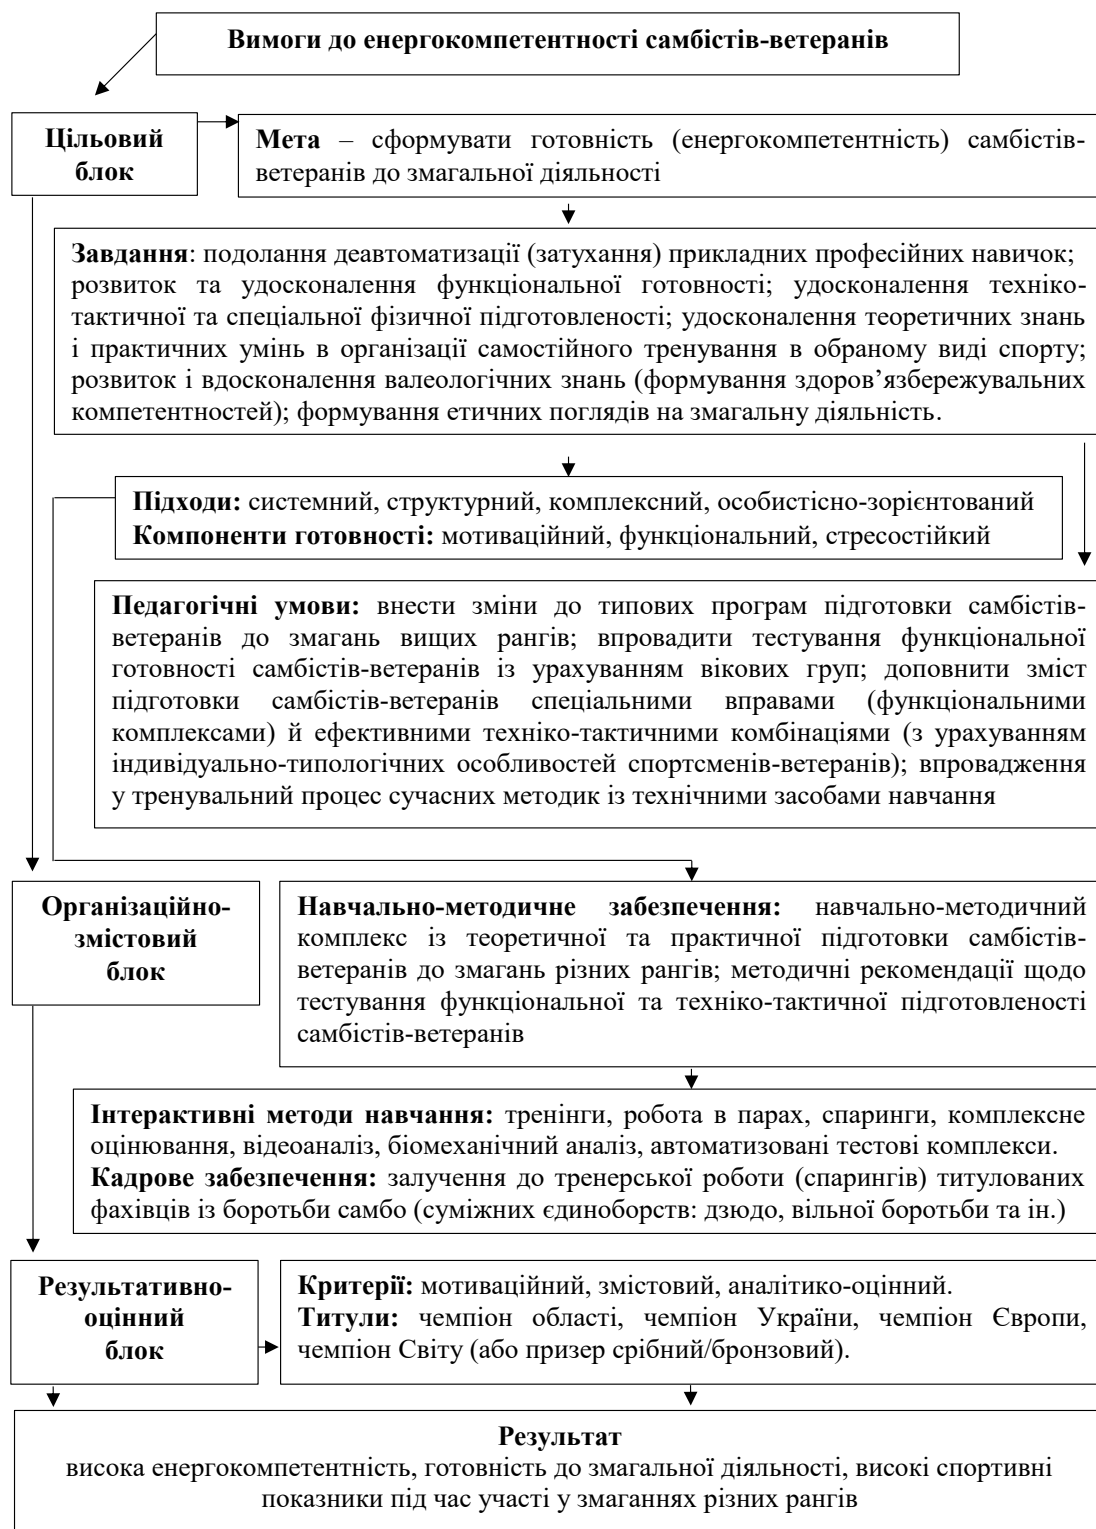 Вимоги до енергокомпетентності самбістів-ветеранів
Цільовий
блок
Мета – сформувати готовність (енергокомпетентність) самбістів-
ветеранів до змагальної діяльності
Завдання: подолання деавтоматизації (затухання) прикладних професійних навичок;
розвиток та удосконалення функціональної готовності; удосконалення техніко-
тактичної та спеціальної фізичної підготовленості; удосконалення теоретичних знань
і практичних умінь в організації самостійного тренування в обраному виді спорту;
розвиток і вдосконалення валеологічних знань (формування здоров’язбережувальних
компетентностей); формування етичних поглядів на змагальну діяльність.
Підходи: системний, структурний, комплексний, особистісно-зорієнтований
Компоненти готовності: мотиваційний, функціональний, стресостійкий
Педагогічні умови: внести зміни до типових програм підготовки самбістів-
ветеранів до змагань вищих рангів; впровадити тестування функціональної
готовності самбістів-ветеранів із урахуванням вікових груп; доповнити зміст
підготовки самбістів-ветеранів спеціальними вправами (функціональними
комплексами) й ефективними техніко-тактичними комбінаціями (з урахуванням
індивідуально-типологічних особливостей спортсменів-ветеранів); впровадження
у тренувальний процес сучасних методик із технічними засобами навчання
Організаційно-
змістовий
блок
Навчально-методичне забезпечення: навчально-методичний
комплекс із теоретичної та практичної підготовки самбістів-
ветеранів до змагань різних рангів; методичні рекомендації щодо
тестування функціональної та техніко-тактичної підготовленості
самбістів-ветеранів
Інтерактивні методи навчання: тренінги, робота в парах, спаринги, комплексне
оцінювання, відеоаналіз, біомеханічний аналіз, автоматизовані тестові комплекси.
Кадрове забезпечення: залучення до тренерської роботи (спарингів) титулованих
фахівців із боротьби самбо (суміжних єдиноборств: дзюдо, вільної боротьби та ін.)
Результативно-
оцінний
блок
Критерії: мотиваційний, змістовий, аналітико-оцінний.
Титули: чемпіон області, чемпіон України, чемпіон Європи,
чемпіон Світу (або призер срібний/бронзовий).
Результат
висока енергокомпетентність, готовність до змагальної діяльності, високі спортивні
показники під час участі у змаганнях різних рангів